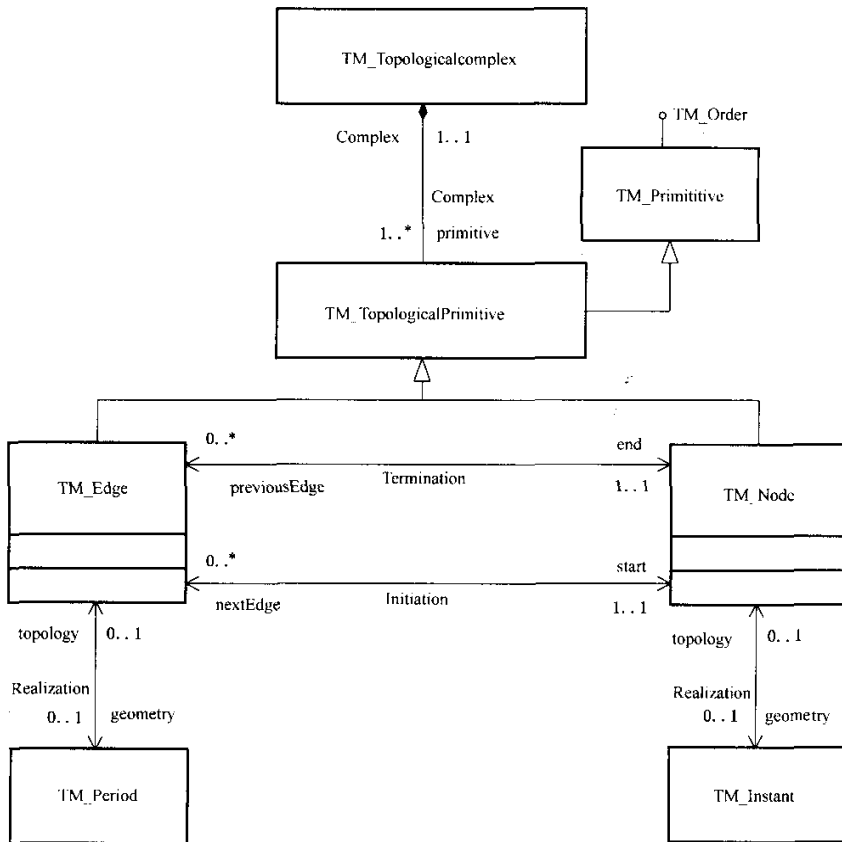 TM_Topologicalcomplex
TM_Order
Complex 1..1
TM_Primititive
Complex
1..* primitive
TM_TopologicalPrimitive
0..* end
TM_Edge Termination TM_Node
previousEdge 1..1
0..* start
nextEdge Initiation 1..1
topology 0..1 topology 0..1
Realization Realization
0..1 geometry 0..1 geometry
TM_Period TM_Instant